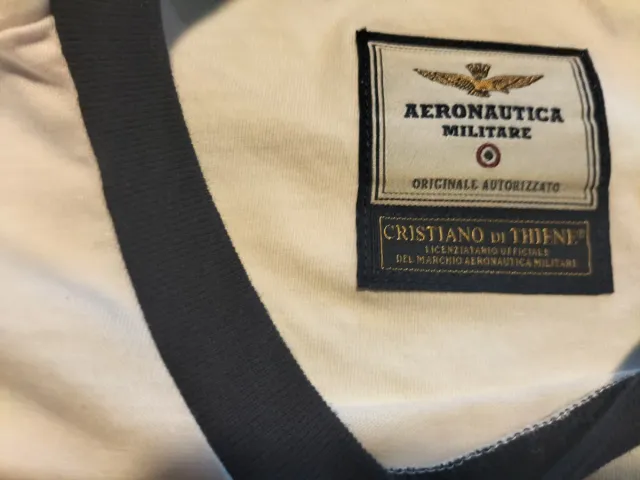 AERONAUTICA
MILITARE
ORIGINALE AUTORIZZATO
CRISTIANO DI THIENE®
LICENZIATARIO UFFICIALE
DEL MARCHIO AERONAUTICA MILITARE